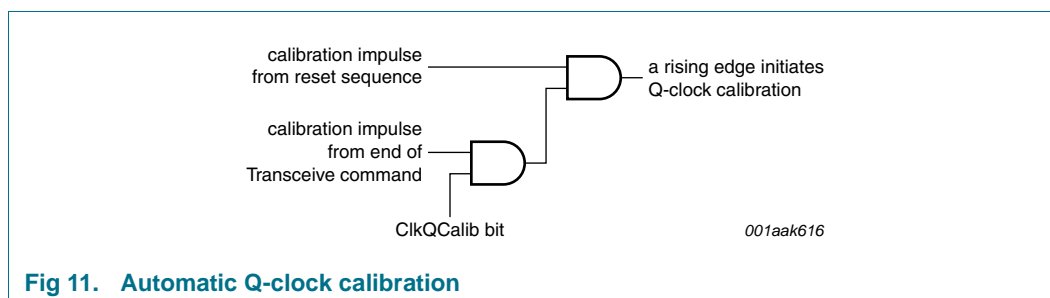 calibration impulse
from reset sequence
a rising edge initiates
Q-clock calibration
calibration impulse
from end of
Transceive command
ClkQCalib bit
001aak616
Fig 11. Automatic Q-clock calibration